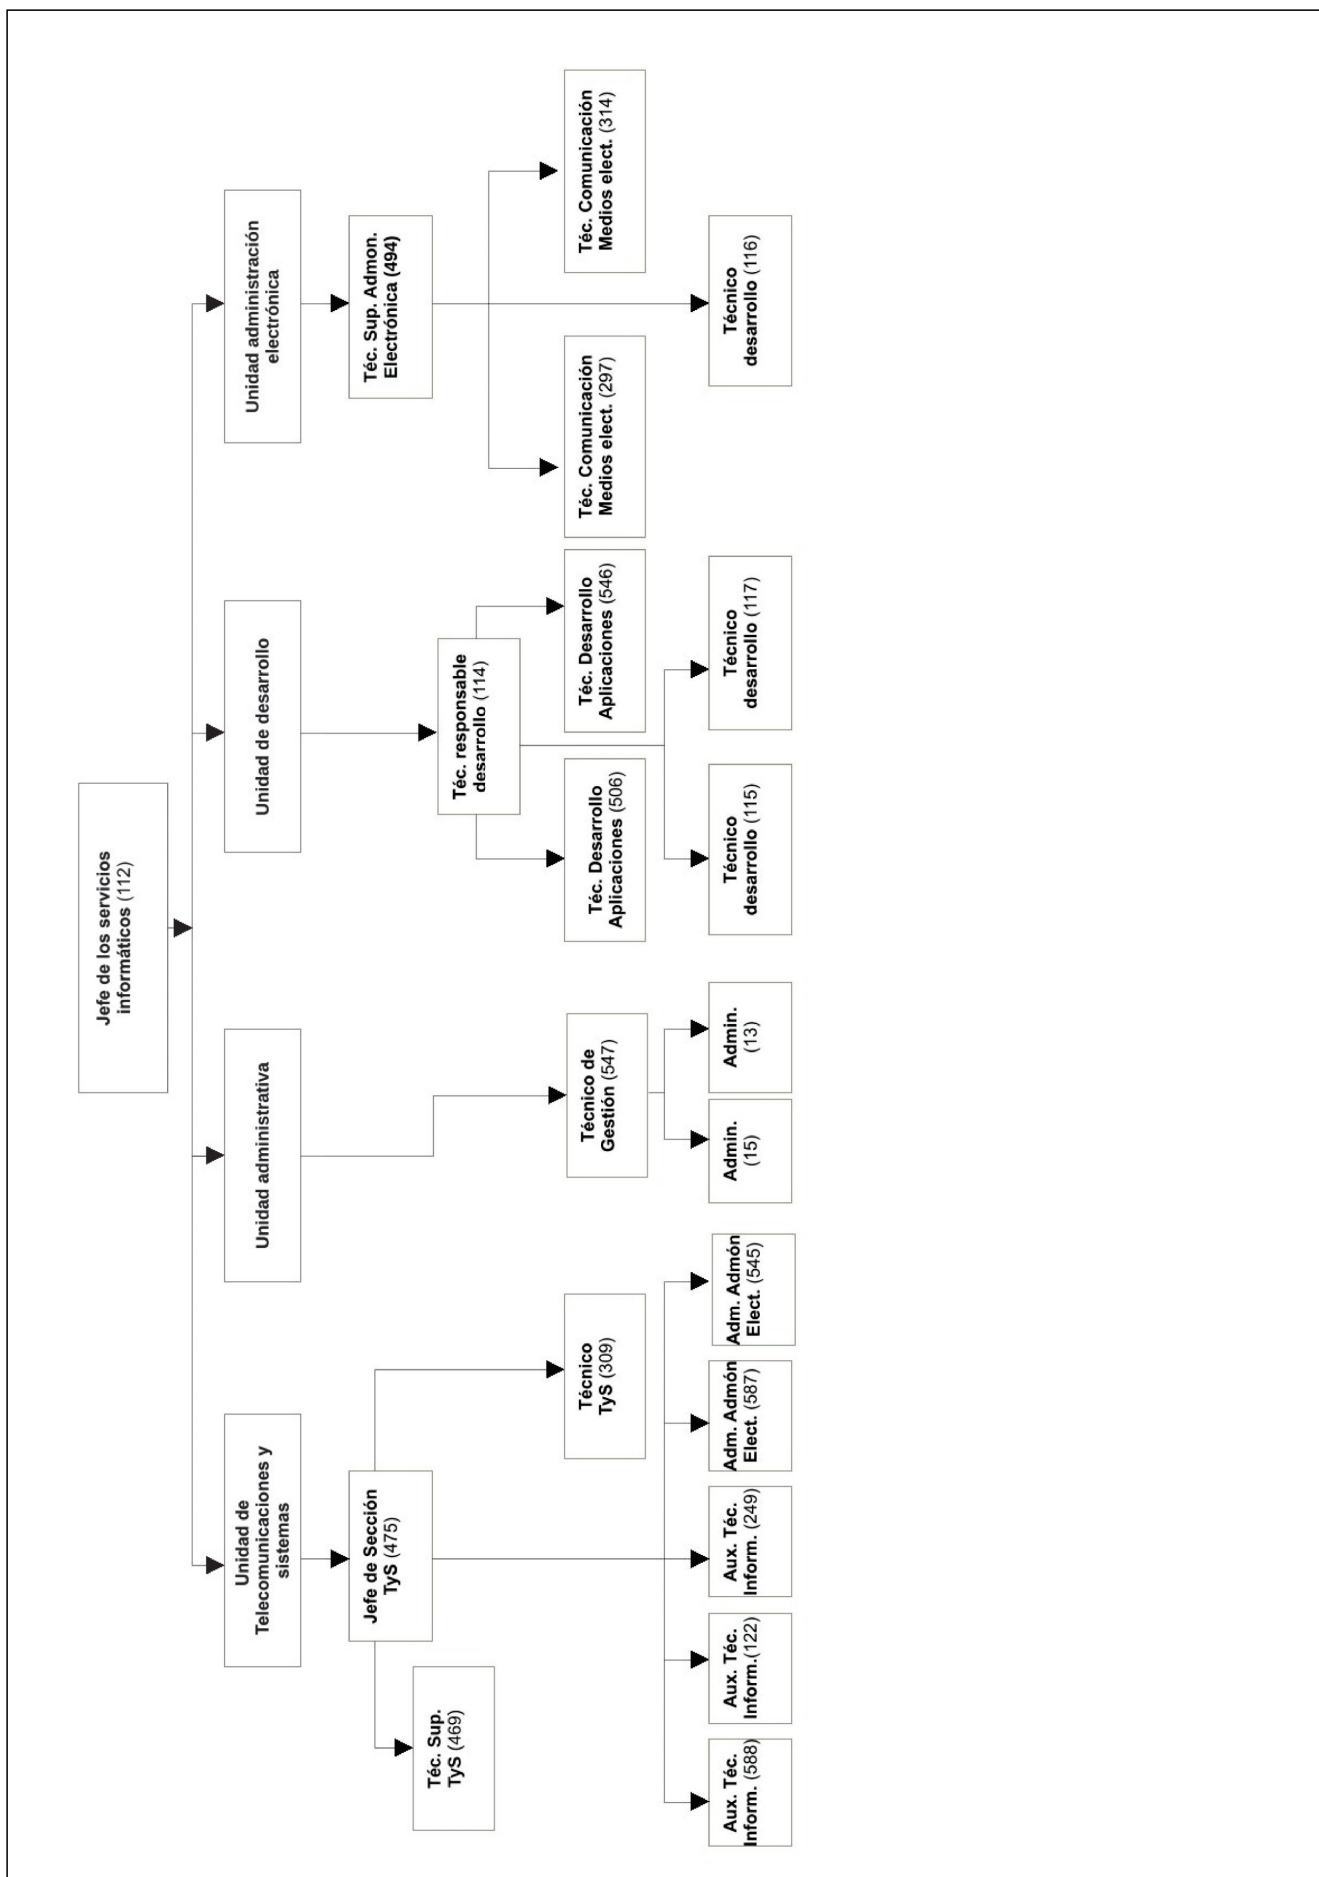 Jefe de los servicios
informáticos (112)
Unidad de
Telecomunicaciones y
sistemas
Unidad administrativa
Unidad de desarrollo
Unidad administración
electrónica
Jefe de Sección
TyS (475)
Téc. Sup. Admon.
Electrónica (494)
Téc. Sup.
TyS (469)
Téc. responsable
desarrollo (114)
Técnico
TyS (309)
Técnico de
Gestión (547)
Téc. Desarrollo
Aplicaciones (506)
Téc. Desarrollo
Aplicaciones (546)
Téc. Comunicación
Medios elect. (297)
Téc. Comunicación
Medios elect. (314)
Aux. Téc.
Inform. (588)
Aux. Téc.
Inform.(122)
Aux. Téc.
Inform. (249)
Adm. Admón
Elect. (587)
Adm. Admón
Elect. (545)
Admin.
(15)
Admin.
(13)
Técnico
desarrollo (115)
Técnico
desarrollo (117)
Técnico
desarrollo (116)